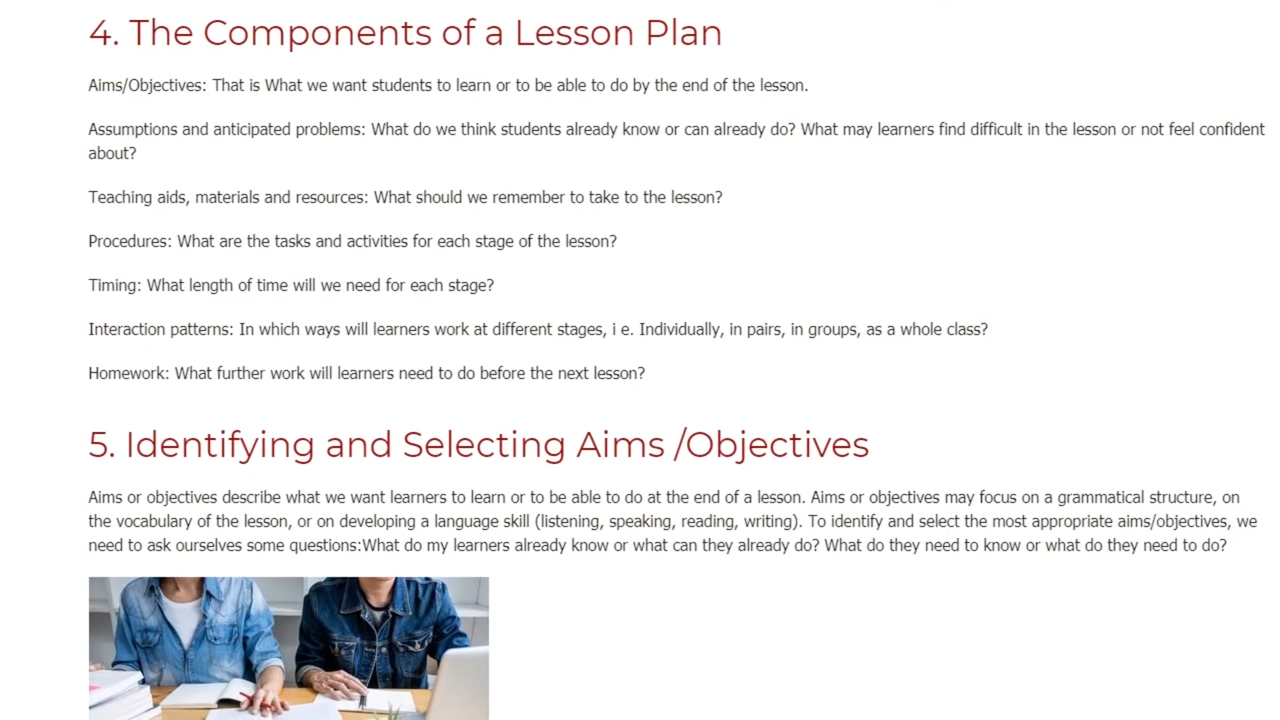 4. The Components of a Lesson Plan
Aims/Objectives: That is What we want students to learn or to be able to do by the end of the lesson.
Assumptions and anticipated problems: What do we think students already know or can already do? What may learners find difficult in the lesson or not feel confident
about?
Teaching aids, materials and resources: What should we remember to take to the lesson?
Procedures: What are the tasks and activities for each stage of the lesson?
Timing: What length of time will we need for each stage?
Interaction patterns: In which ways will learners work at different stages, i e. Individually, in pairs, in groups, as a whole class?
Homework: What further work will learners need to do before the next lesson?
5. Identifying and Selecting Aims /Objectives
Aims or objectives describe what we want learners to learn or to be able to do at the end of a lesson. Aims or objectives may focus on a grammatical structure, on
the vocabulary of the lesson, or on developing a language skill (listening, speaking, reading, writing). To identify and select the most appropriate aims/objectives, we
need to ask ourselves some questions:What do my learners already know or what can they already do? What do they need to know or what do they need to do?